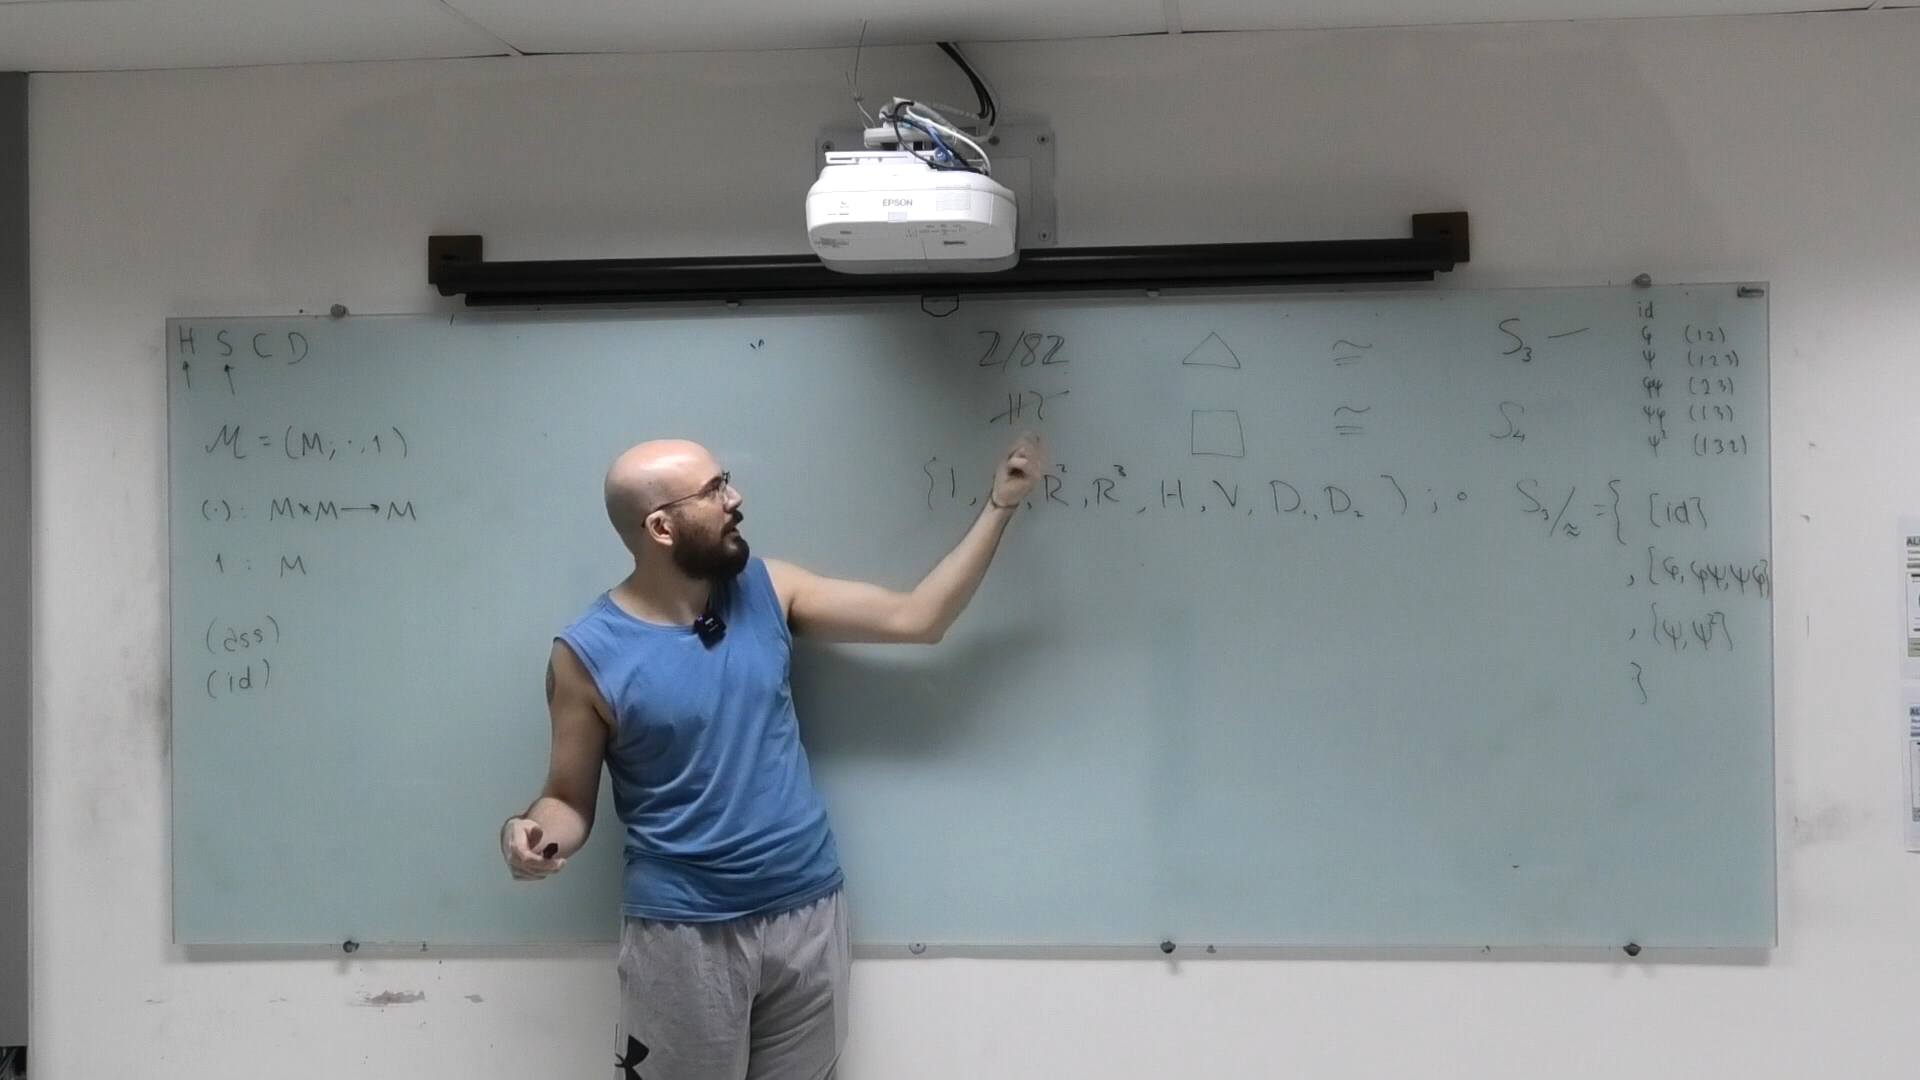 EPSON
H S C D
↑ ↑
M = (M; ·, 1)
(·) : M×M → M
1 : M
(ass)
(id)
Z/8Z
△ ≅ S₃ —
□ ≅ S₄
{ 1, , R², R³, H, V, D₁, D₂ } ; ∘
id
φ (12)
ψ (123)
φψ (23)
ψφ (13)
ψ² (132)
S₃/≈ = { {id}
, {φ, φψ, ψφ}
, {ψ, ψ²}
}